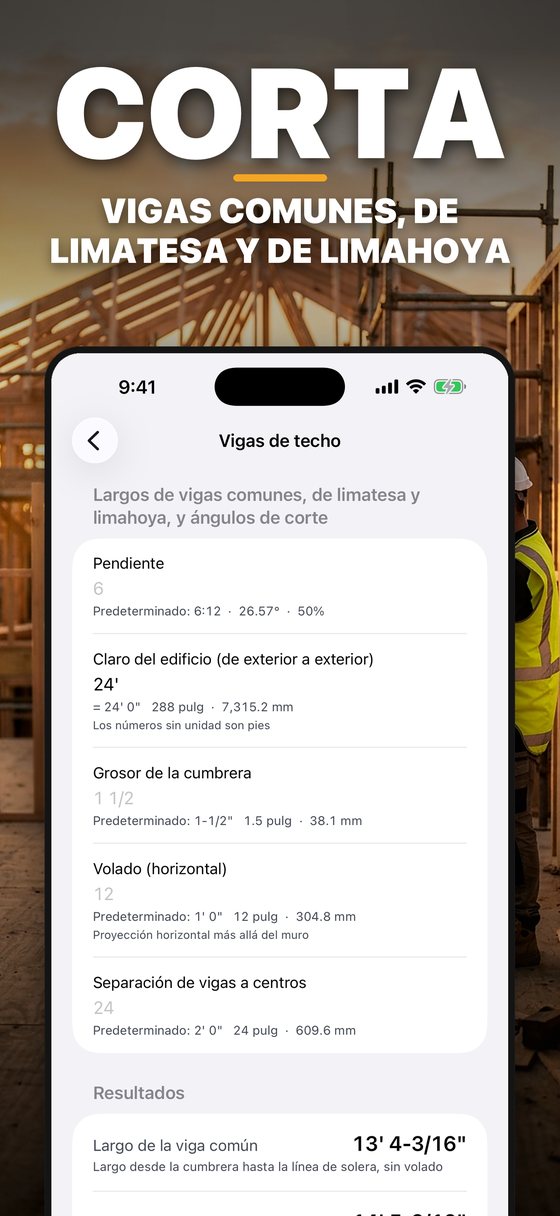 CORTA
VIGAS COMUNES, DE
LIMATESA Y DE LIMAHOYA
9:41
Vigas de techo
Largos de vigas comunes, de limatesa y
limahoya, y ángulos de corte
Pendiente
6
Predeterminado: 6:12 · 26.57° · 50%
Claro del edificio (de exterior a exterior)
24'
= 24' 0" 288 pulg · 7,315.2 mm
Los números sin unidad son pies
Grosor de la cumbrera
1 1/2
Predeterminado: 1-1/2" 1.5 pulg · 38.1 mm
Volado (horizontal)
12
Predeterminado: 1' 0" 12 pulg · 304.8 mm
Proyección horizontal más allá del muro
Separación de vigas a centros
24
Predeterminado: 2' 0" 24 pulg · 609.6 mm
Resultados
Largo de la viga común 13' 4-3/16"
Largo desde la cumbrera hasta la línea de solera, sin volado